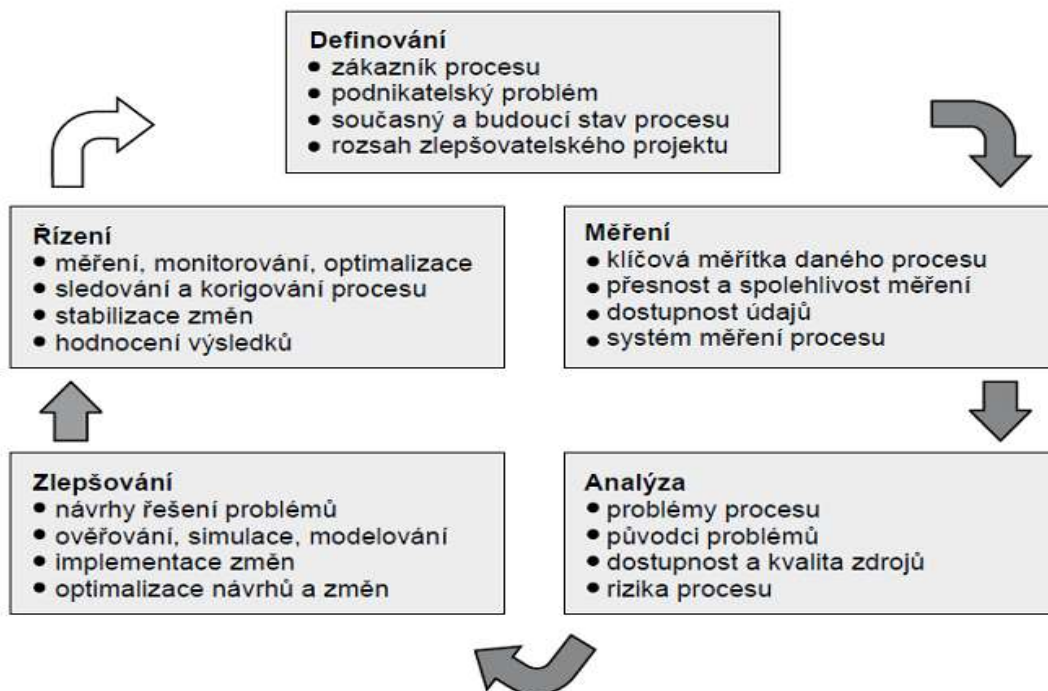 Definování
● zákazník procesu
● podnikatelský problém
● současný a budoucí stav procesu
● rozsah zlepšovatelského projektu
Řízení
● měření, monitorování, optimalizace
● sledování a korigování procesu
● stabilizace změn
● hodnocení výsledků
Měření
● klíčová měřítka daného procesu
● přesnost a spolehlivost měření
● dostupnost údajů
● systém měření procesu
Zlepšování
● návrhy řešení problémů
● ověřování, simulace, modelování
● implementace změn
● optimalizace návrhů a změn
Analýza
● problémy procesu
● původci problémů
● dostupnost a kvalita zdrojů
● rizika procesu